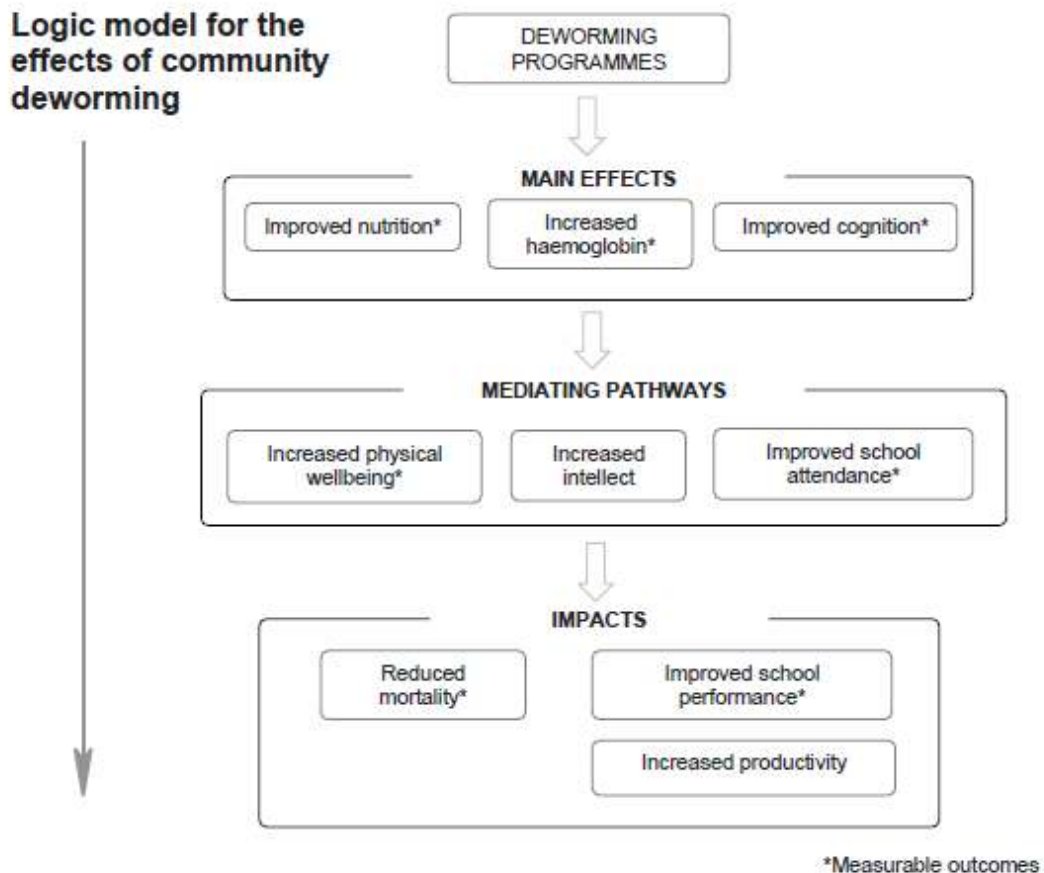 Logic model for the
effects of community
deworming
DEWORMING
PROGRAMMES
MAIN EFFECTS
Improved nutrition*
Increased
haemoglobin*
Improved cognition*
MEDIATING PATHWAYS
Increased physical
wellbeing*
Increased
intellect
Improved school
attendance*
IMPACTS
Reduced
mortality*
Improved school
performance*
Increased productivity
*Measurable outcomes